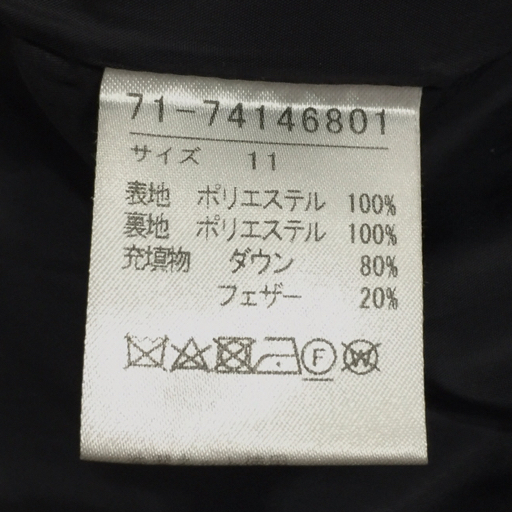 71-74146801
サイズ 11
表地 ポリエステル 100%
裏地 ポリエステル 100%
充填物 ダウン 80%
フェザー 20%
F W